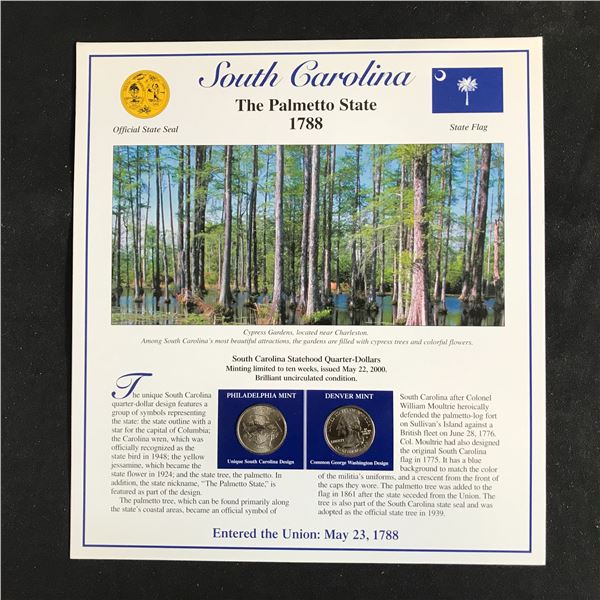 South Carolina
The Palmetto State
1788
Official State Seal
State Flag
Cypress Gardens, located near Charleston.
Among South Carolina's most beautiful attractions, the gardens are filled with cypress trees and colorful flowers.
South Carolina Statehood Quarter-Dollars
Minting limited to ten weeks, issued May 22, 2000.
Brilliant uncirculated condition.
The unique South Carolina
quarter-dollar design features a
group of symbols representing
the state: the state outline with a
star for the capital of Columbia;
the Carolina wren, which was
officially recognized as the
state bird in 1948; the yellow
jessamine, which became the
state flower in 1924; and the state tree, the palmetto. In
addition, the state nickname, "The Palmetto State," is
featured as part of the design.
The palmetto tree, which can be found primarily along
the state's coastal areas, became an official symbol of
PHILADELPHIA MINT
Unique South Carolina Design
DENVER MINT
LIBERTY
Common George Washington Design
South Carolina after Colonel
William Moultrie heroically
defended the palmetto-log fort
on Sullivan's Island against a
British fleet on June 28, 1776.
Col. Moultrie had also designed
the original South Carolina
flag in 1775. It has a blue
background to match the color
of the militia's uniforms, and a crescent from the front of
the caps they wore. The palmetto tree was added to the
flag in 1861 after the state seceded from the Union. The
tree is also part of the South Carolina state seal and was
adopted as the official state tree in 1939.
Entered the Union: May 23, 1788